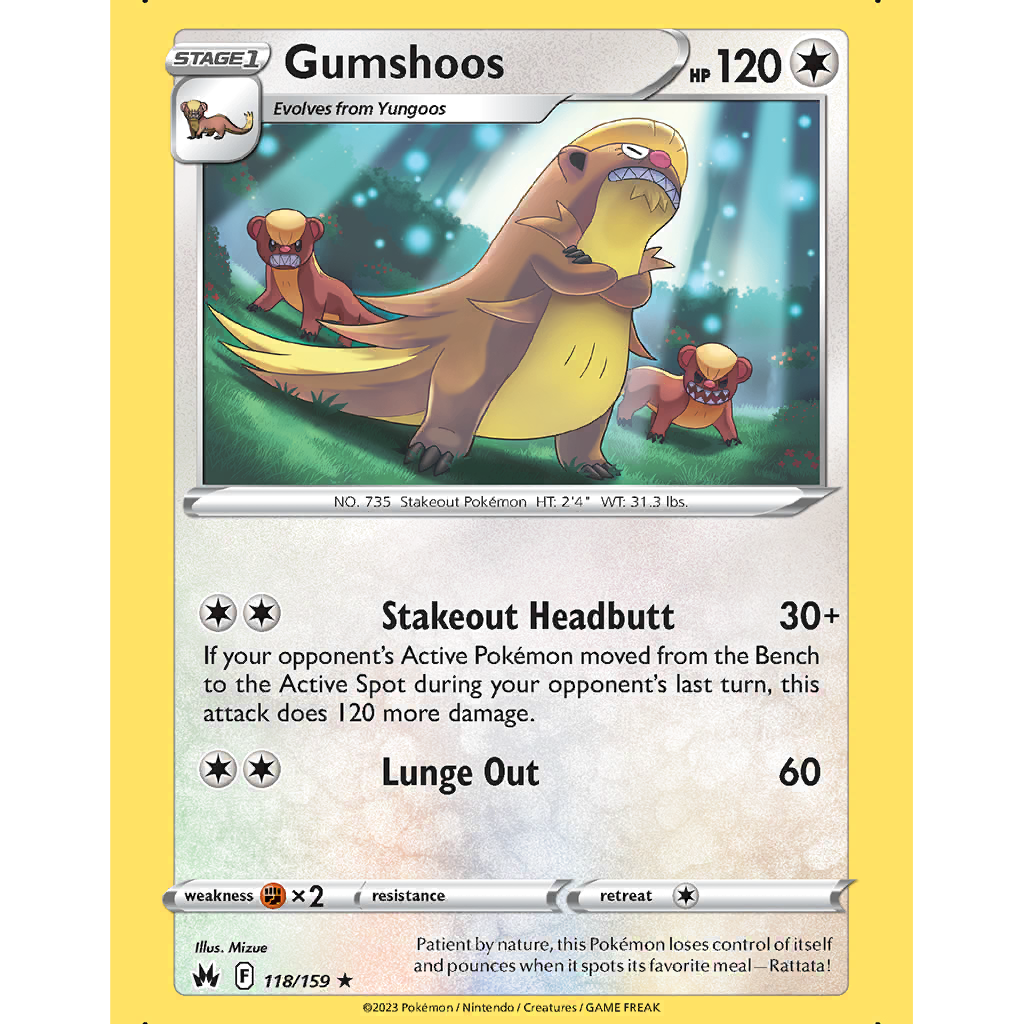 STAGE1
Gumshoos
HP 120
Evolves from Yungoos
NO. 735 Stakeout Pokémon HT: 2'4" WT: 31.3 lbs.
Stakeout Headbutt 30+
If your opponent's Active Pokémon moved from the Bench
to the Active Spot during your opponent's last turn, this
attack does 120 more damage.
Lunge Out 60
weakness ×2 resistance retreat
Illus. Mizue
Patient by nature, this Pokémon loses control of itself
and pounces when it spots its favorite meal—Rattata!
F 118/159 ★
©2023 Pokémon / Nintendo / Creatures / GAME FREAK